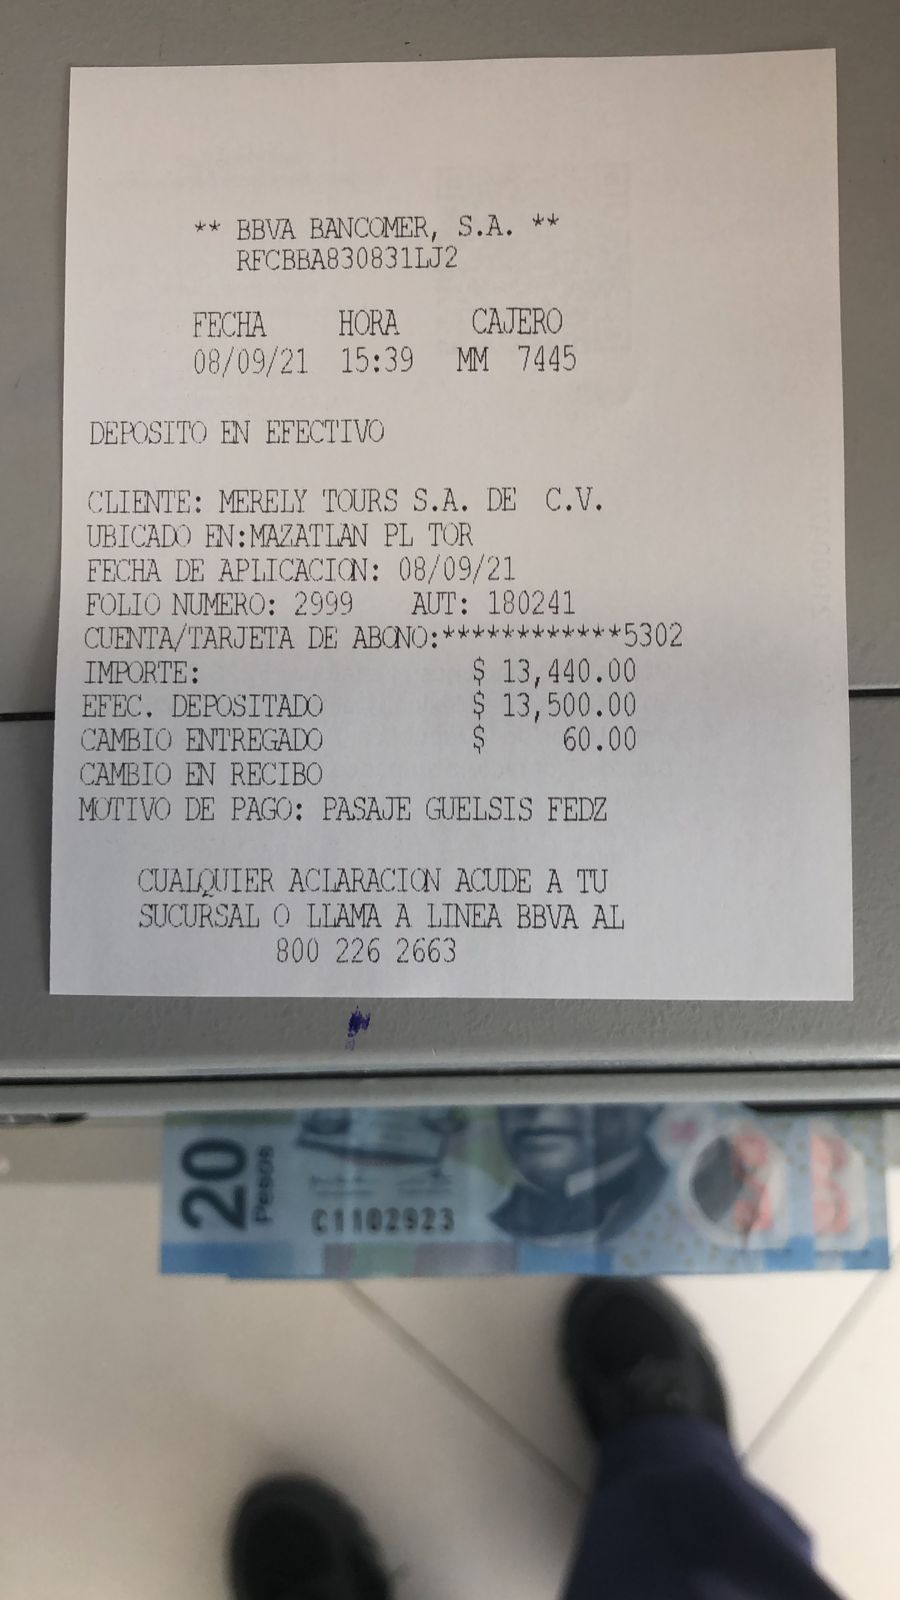 ** BBVA BANCOMER, S.A. **
RFCBBA830831LJ2
FECHA HORA CAJERO
08/09/21 15:39 MM 7445
DEPOSITO EN EFECTIVO
CLIENTE: MERELY TOURS S.A. DE C.V.
UBICADO EN:MAZATLAN PL TOR
FECHA DE APLICACION: 08/09/21
FOLIO NUMERO: 2999 AUT: 180241
CUENTA/TARJETA DE ABONO:************5302
IMPORTE: $ 13,440.00
EFEC. DEPOSITADO $ 13,500.00
CAMBIO ENTREGADO $ 60.00
CAMBIO EN RECIBO
MOTIVO DE PAGO: PASAJE GUELSIS FEDZ
CUALQUIER ACLARACION ACUDE A TU
SUCURSAL O LLAMA A LINEA BBVA AL
800 226 2663
20
Pesos
C1102923